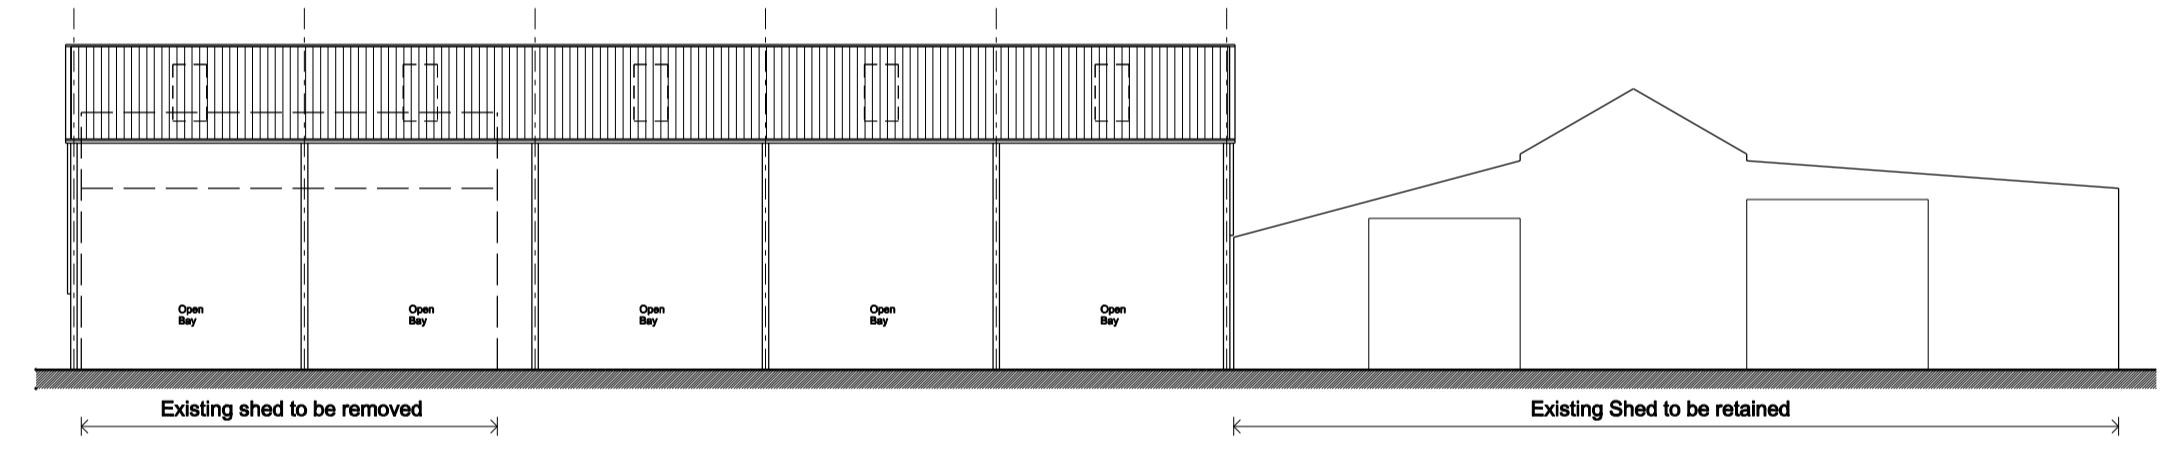 Open
Bay
Open
Bay
Open
Bay
Open
Bay
Open
Bay
Existing shed to be removed
Existing Shed to be retained